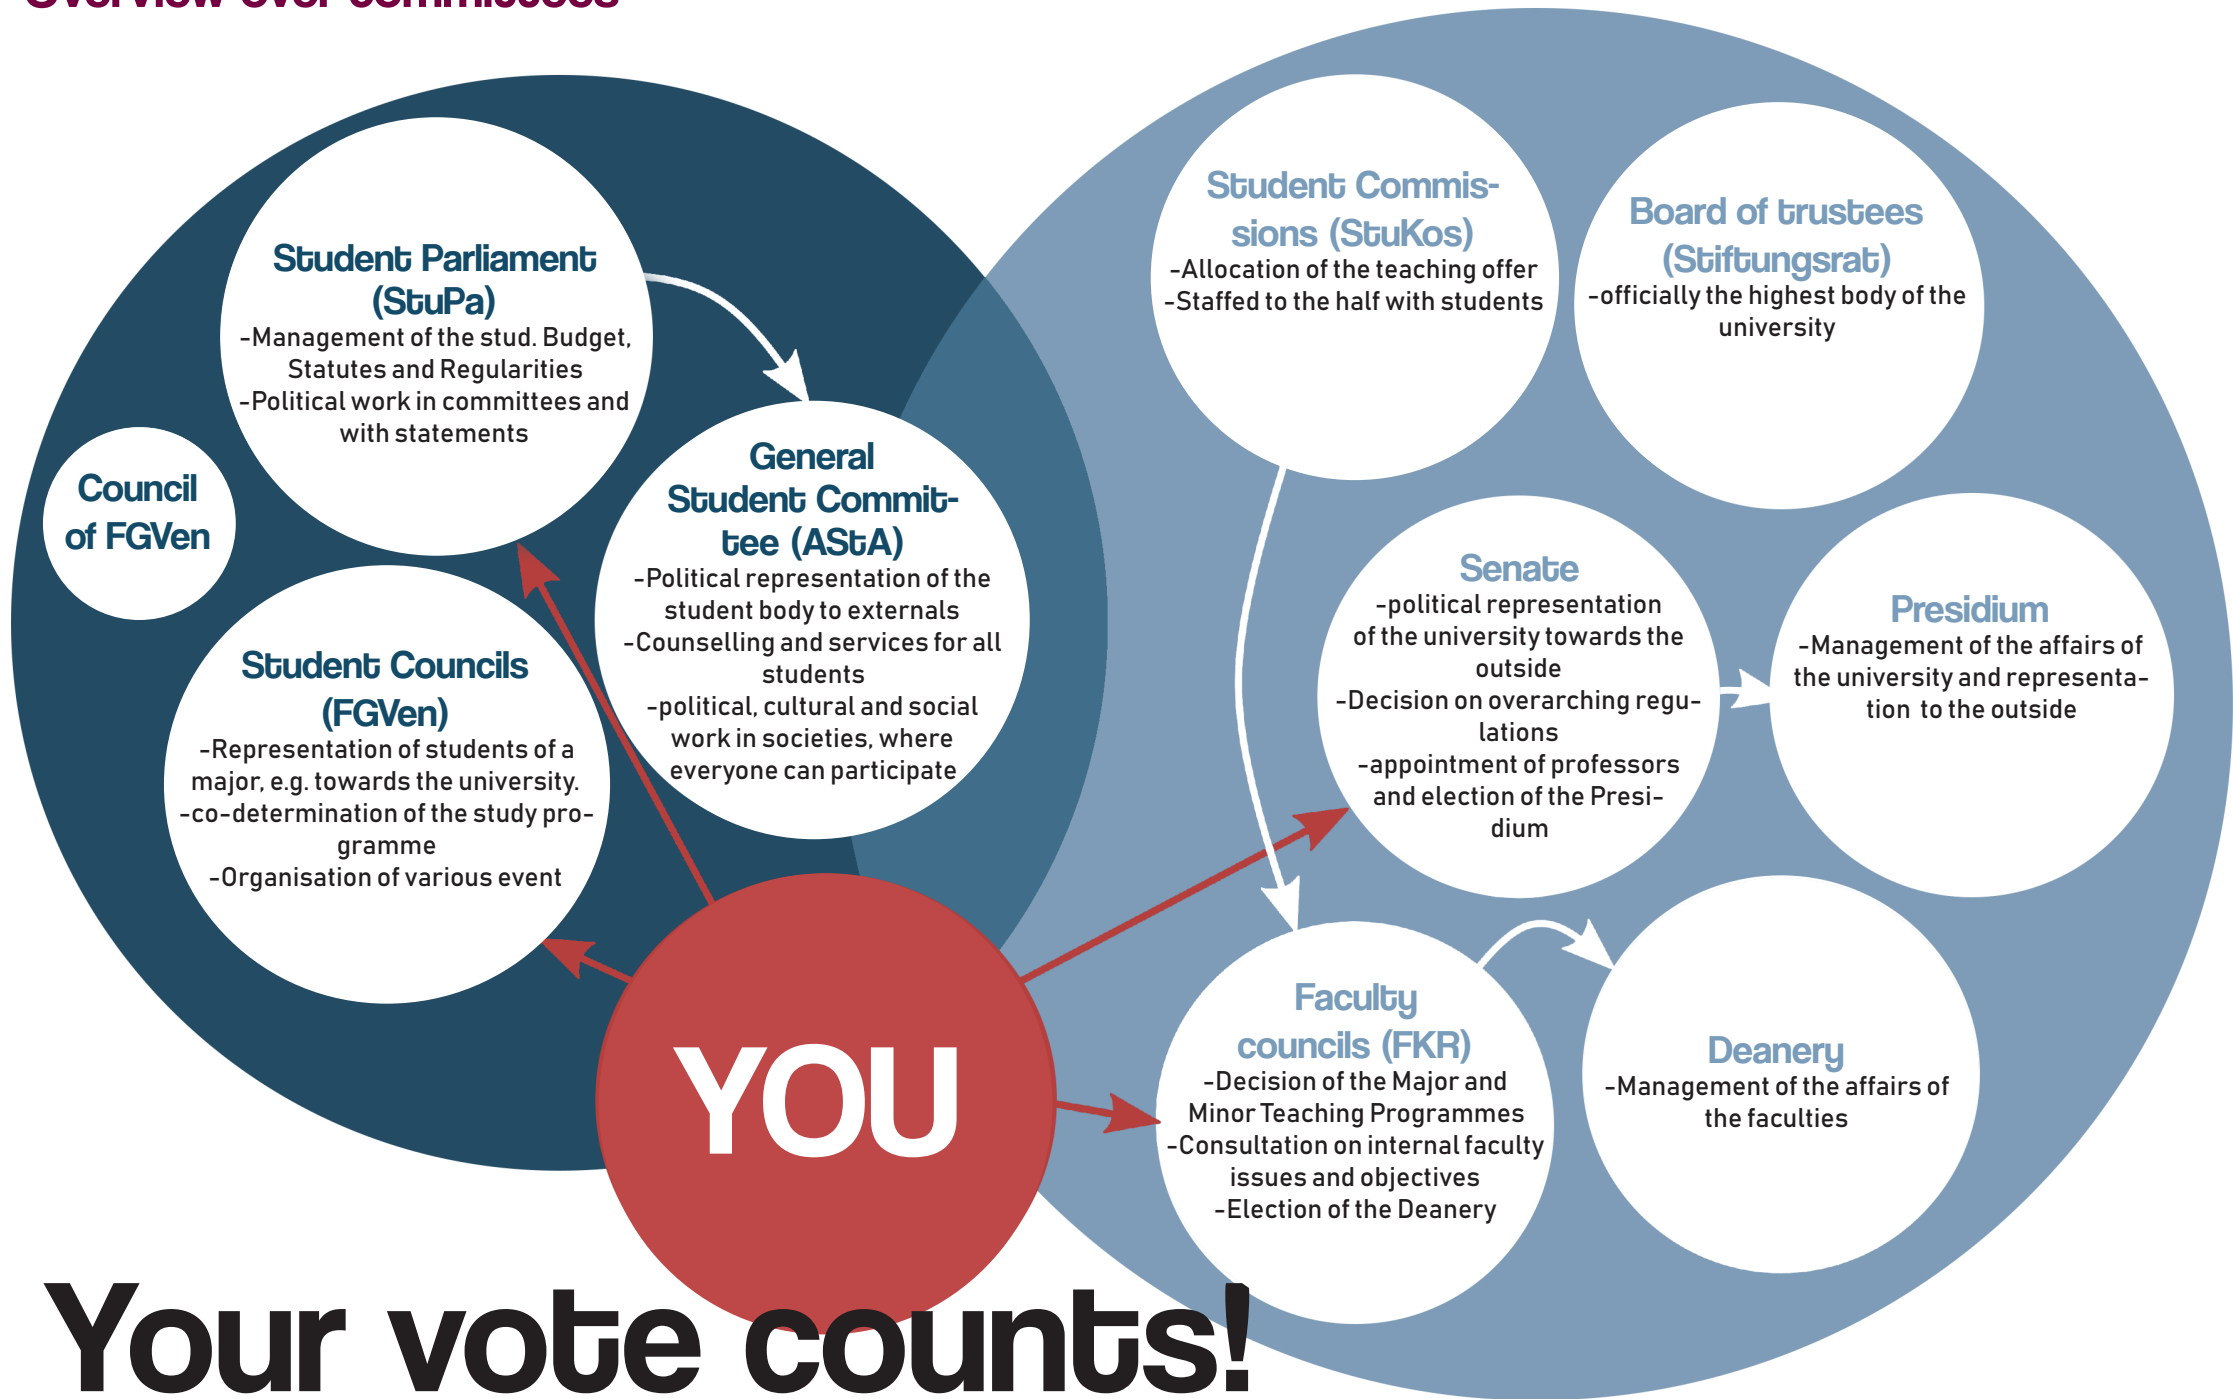 Overview over committees
Student Parliament
(StuPa)
-Management of the stud. Budget,
Statutes and Regularities
-Political work in committees and
with statements
Council
of FGVen
General
Student Commit-
tee (AStA)
-Political representation of the
student body to externals
-Counselling and services for all
students
-political, cultural and social
work in societies, where
everyone can participate
Student Councils
(FGVen)
-Representation of students of a
major, e.g. towards the university.
-co-determination of the study pro-
gramme
-Organisation of various event
Student Commis-
sions (StuKos)
-Allocation of the teaching offer
-Staffed to the half with students
Board of trustees
(Stiftungsrat)
-officially the highest body of the
university
Senate
-political representation
of the university towards the
outside
-Decision on overarching regu-
lations
-appointment of professors
and election of the Presi-
dium
Presidium
-Management of the affairs of
the university and representa-
tion to the outside
Faculty
councils (FKR)
-Decision of the Major and
Minor Teaching Programmes
-Consultation on internal faculty
issues and objectives
-Election of the Deanery
Deanery
-Management of the affairs of
the faculties
YOU
Your vote counts!